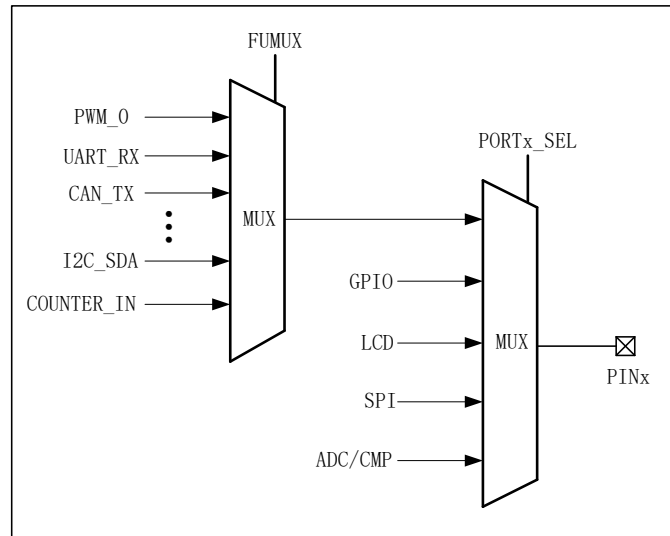 FUMUX
PWM_O
UART_RX
CAN_TX
I2C_SDA
COUNTER_IN
MUX
PORTx_SEL
GPIO
LCD
SPI
ADC/CMP
MUX
PINx